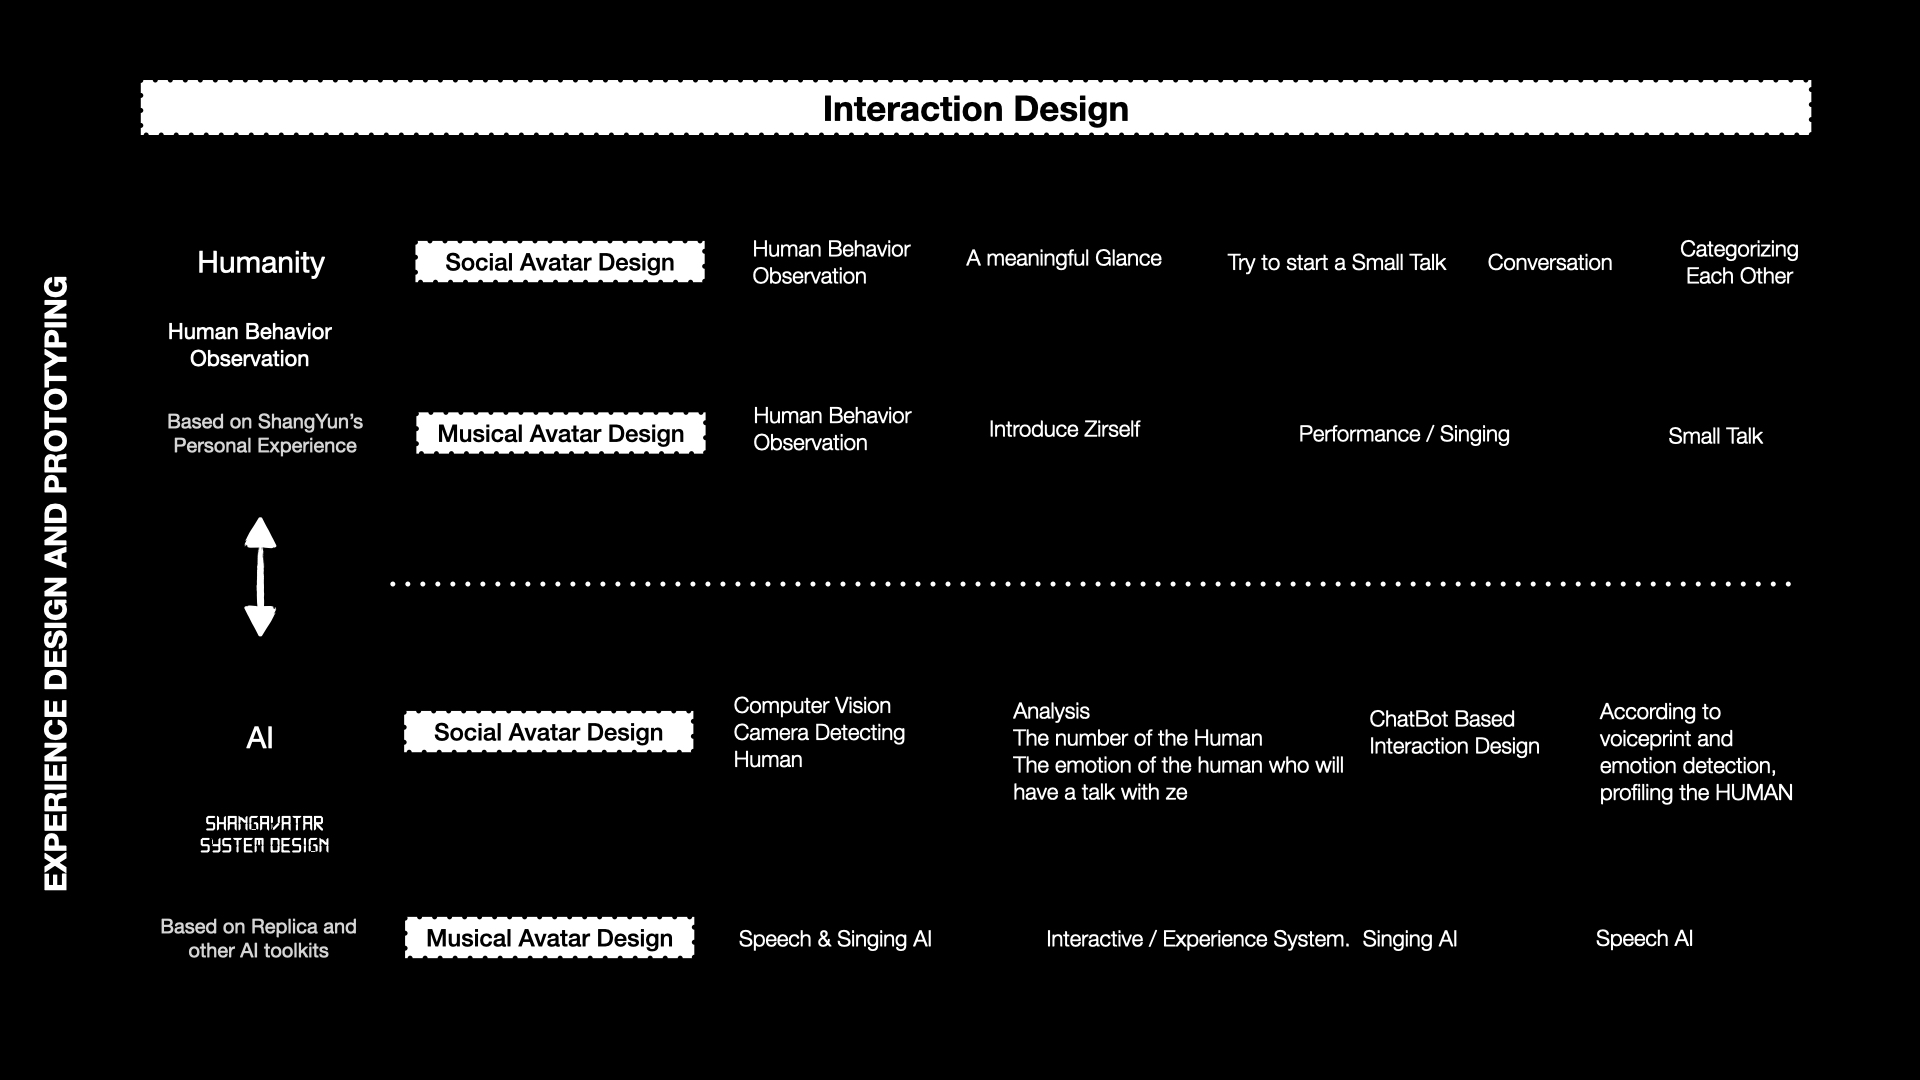 Interaction Design
EXPERIENCE DESIGN AND PROTOTYPING
Humanity
Human Behavior
Observation
Based on ShangYun’s
Personal Experience
Social Avatar Design
Human Behavior
Observation
A meaningful Glance
Try to start a Small Talk
Conversation
Categorizing
Each Other
Musical Avatar Design
Human Behavior
Observation
Introduce Zirself
Performance / Singing
Small Talk
AI
SHANGAVATAR
SYSTEM DESIGN
Based on Replica and
other AI toolkits
Social Avatar Design
Computer Vision
Camera Detecting
Human
Analysis
The number of the Human
The emotion of the human who will
have a talk with ze
ChatBot Based
Interaction Design
According to
voiceprint and
emotion detection,
profiling the HUMAN
Musical Avatar Design
Speech & Singing AI
Interactive / Experience System.
Singing AI
Speech AI